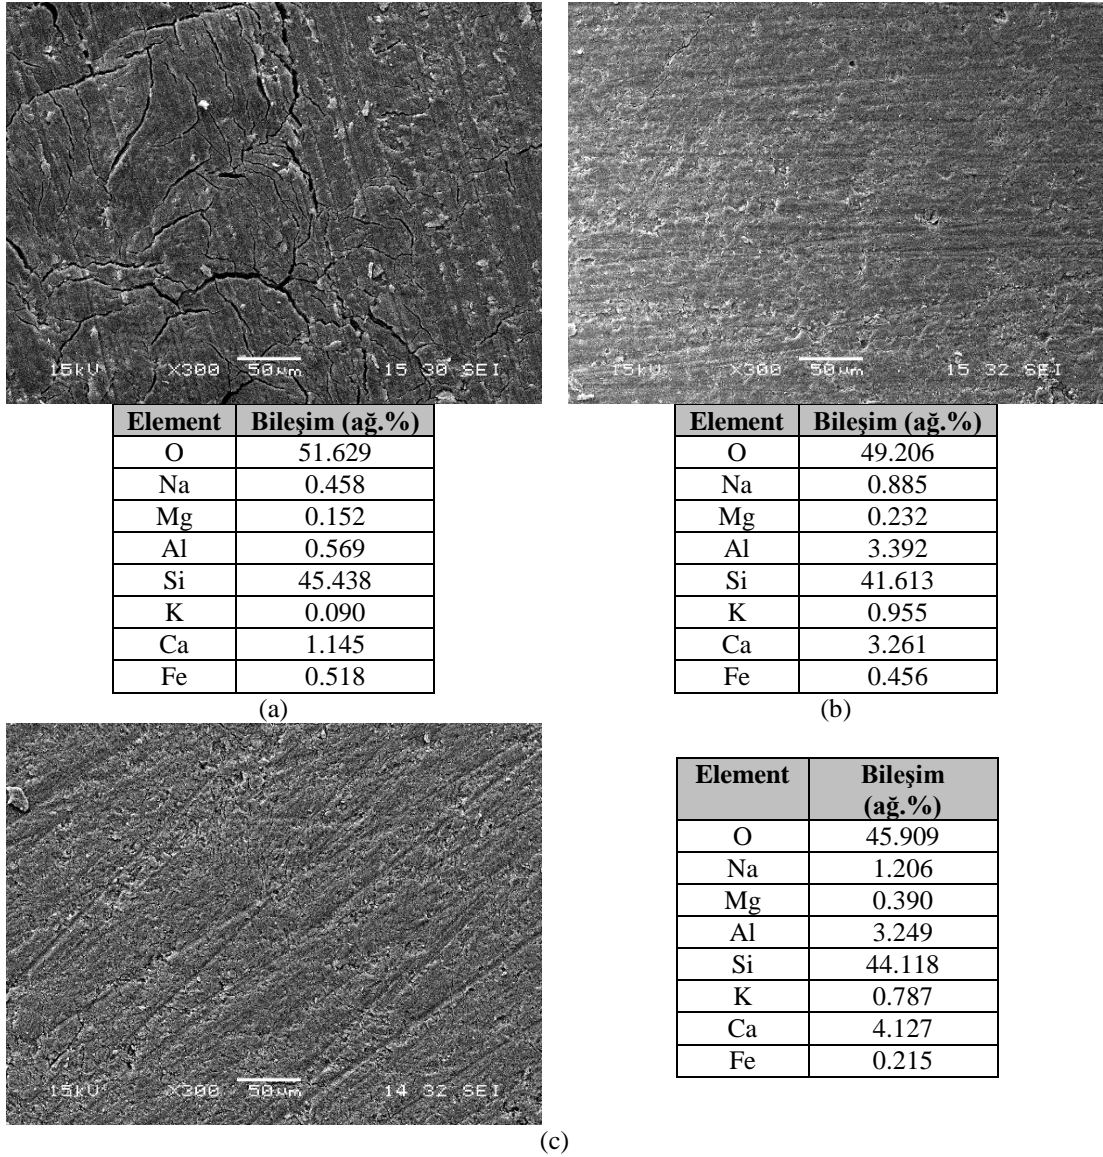 15kV X300 50μm 15 30 SEI
15kV X300 50μm 15 32 SEI
Element Bileşim (ağ.%)
O 51.629
Na 0.458
Mg 0.152
Al 0.569
Si 45.438
K 0.090
Ca 1.145
Fe 0.518
(a)
Element Bileşim (ağ.%)
O 49.206
Na 0.885
Mg 0.232
Al 3.392
Si 41.613
K 0.955
Ca 3.261
Fe 0.456
(b)
15kV X300 50μm 14 32 SEI
Element Bileşim
(ağ.%)
O 45.909
Na 1.206
Mg 0.390
Al 3.249
Si 44.118
K 0.787
Ca 4.127
Fe 0.215
(c)